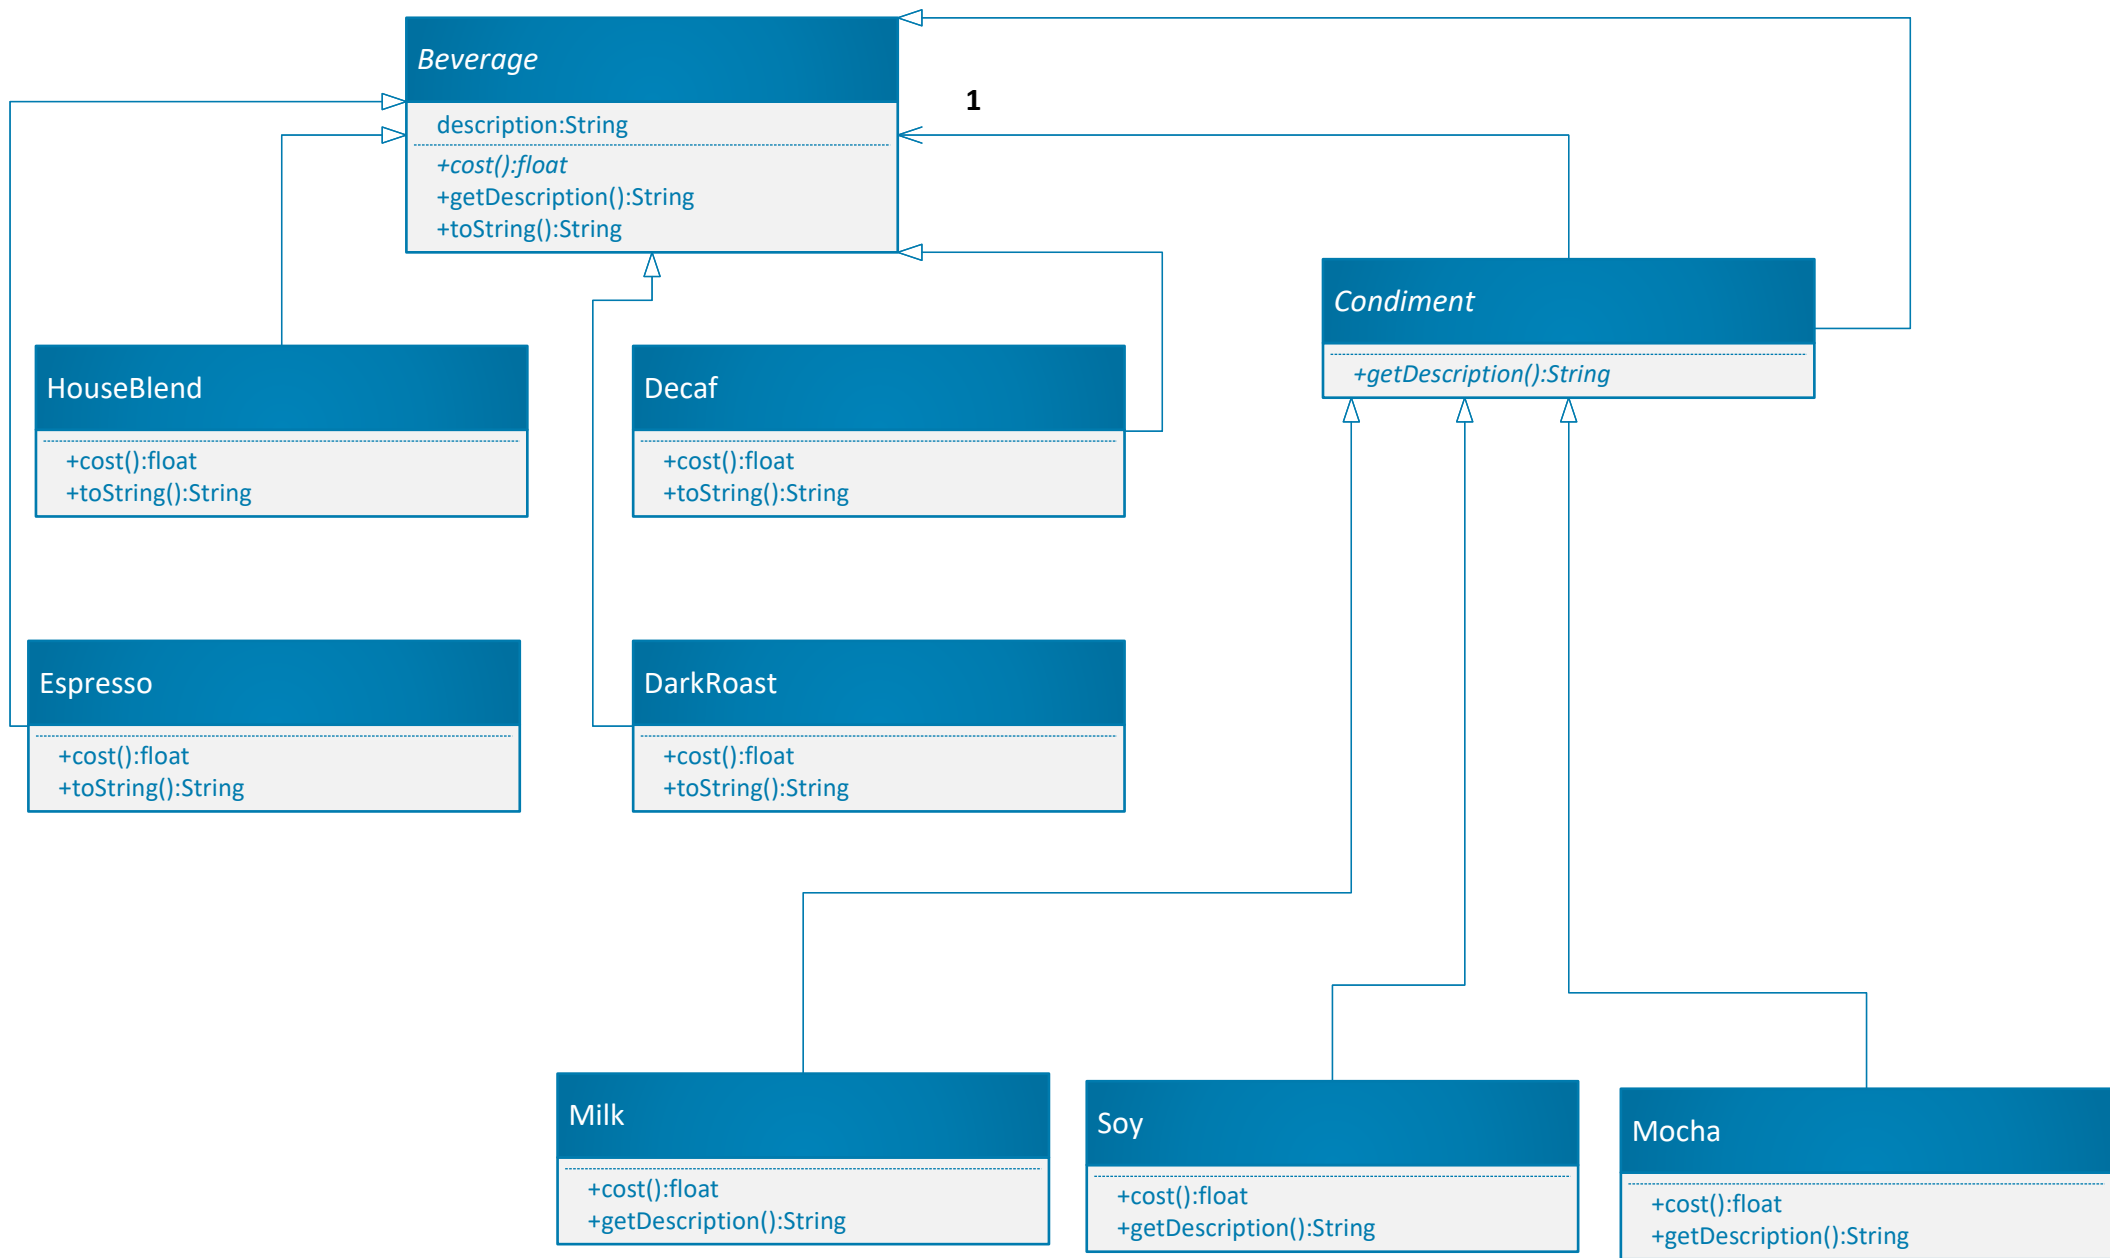 Beverage
description:String
+cost():float
+getDescription():String
+toString():String
1
Condiment
+getDescription():String
HouseBlend
+cost():float
+toString():String
Decaf
+cost():float
+toString():String
Espresso
+cost():float
+toString():String
DarkRoast
+cost():float
+toString():String
Milk
+cost():float
+getDescription():String
Soy
+cost():float
+getDescription():String
Mocha
+cost():float
+getDescription():String